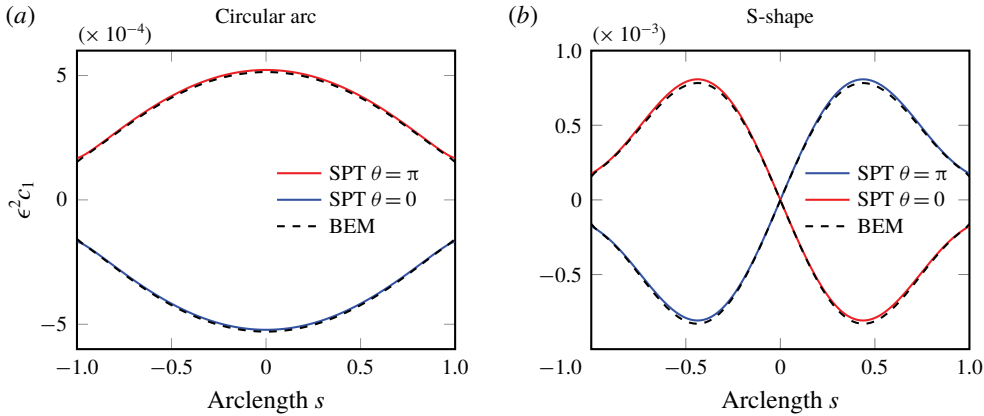 (a)
Circular arc
(× 10⁻⁴)
5
0
−5
ϵ²c₁
SPT θ = π
SPT θ = 0
BEM
−1.0
−0.5
0
0.5
1.0
Arclength s
(b)
S-shape
(× 10⁻³)
1.0
0.5
0
−0.5
−1.0
SPT θ = π
SPT θ = 0
BEM
−0.5
0
0.5
1.0
Arclength s